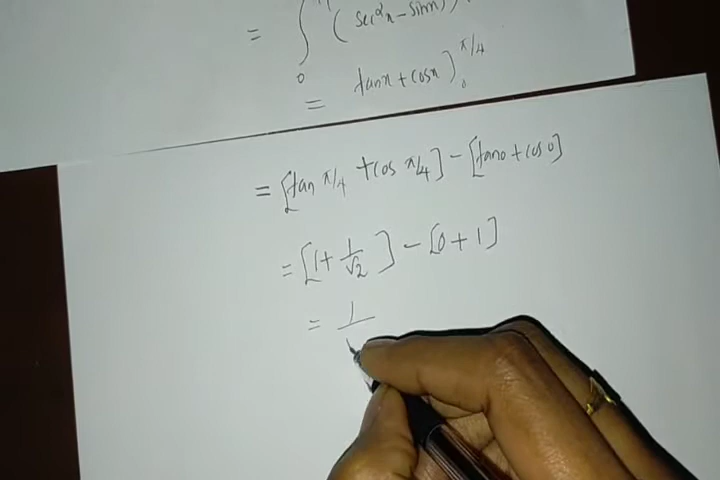 = ∫₀ (sec²x - sinx)
= tanx + cosx ]₀^π/4
= [tan π/4 + cos π/4] - [tan0 + cos 0]
= [1 + 1/√2] - [0 + 1]
= 1/